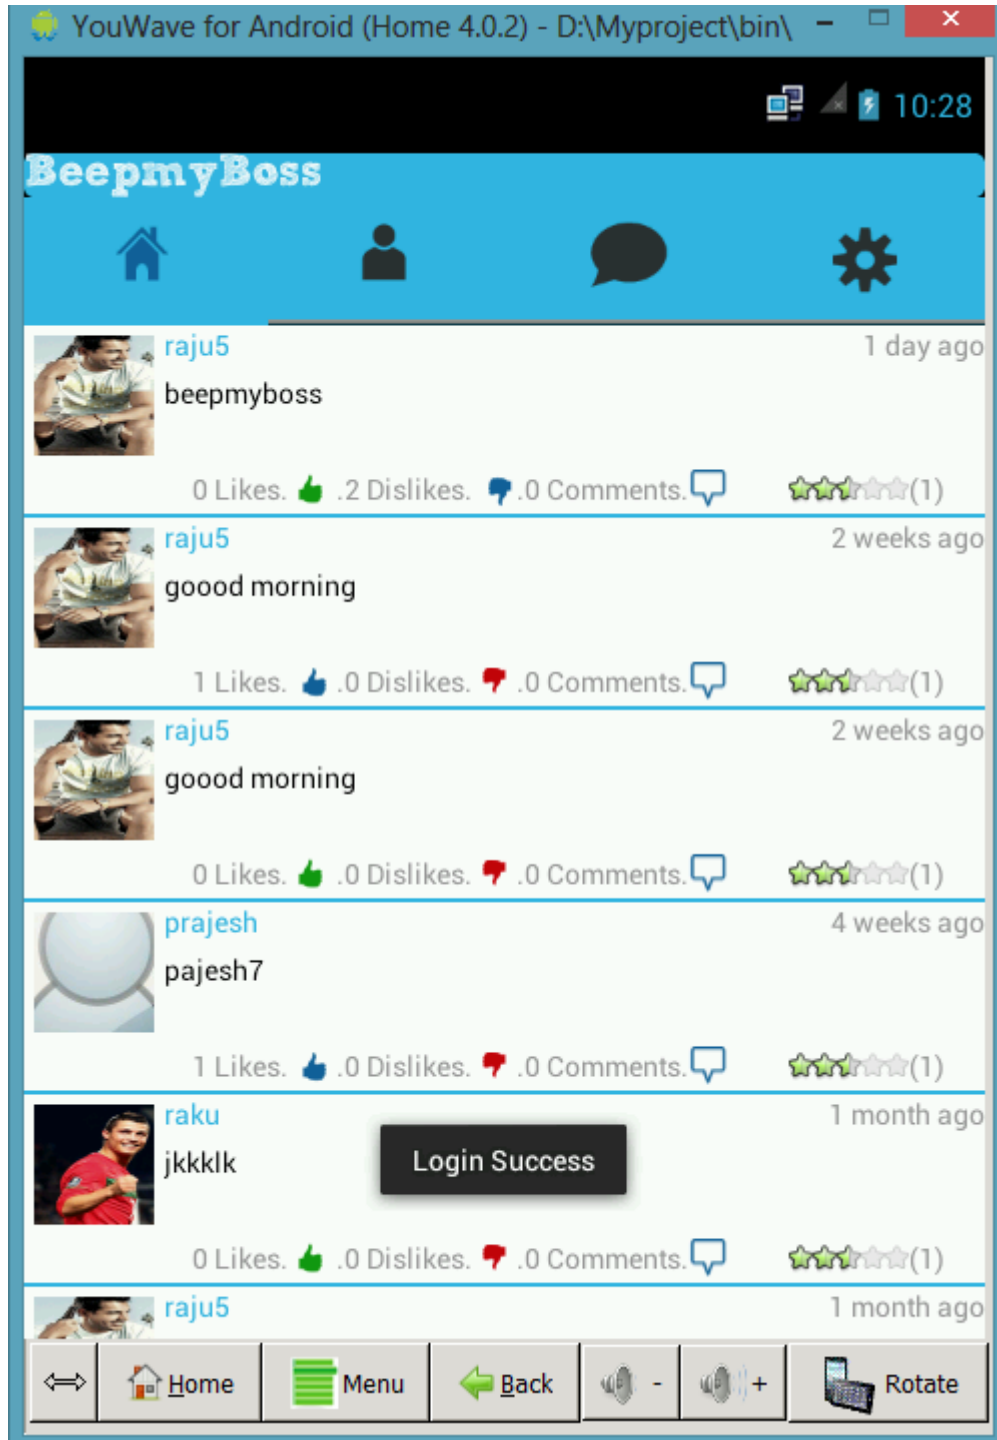 YouWave for Android (Home 4.0.2) - D:\Myproject\bin\
10:28
BeepmyBoss
raju5 1 day ago
beepmyboss
0 Likes. .2 Dislikes. .0 Comments. (1)
raju5 2 weeks ago
goood morning
1 Likes. .0 Dislikes. .0 Comments. (1)
raju5 2 weeks ago
goood morning
0 Likes. .0 Dislikes. .0 Comments. (1)
prajesh 4 weeks ago
pajesh7
1 Likes. .0 Dislikes. .0 Comments. (1)
raku 1 month ago
jkkklk
Login Success
0 Likes. .0 Dislikes. .0 Comments. (1)
raju5 1 month ago
Home Menu Back - + Rotate